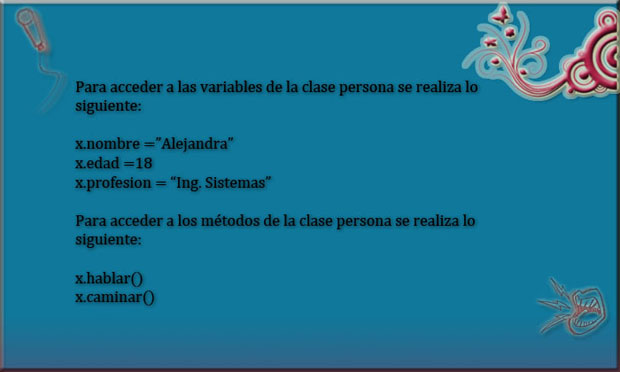 Para acceder a las variables de la clase persona se realiza lo
siguiente:
x.nombre =”Alejandra”
x.edad =18
x.profesion = “Ing. Sistemas”
Para acceder a los métodos de la clase persona se realiza lo
siguiente:
x.hablar()
x.caminar()